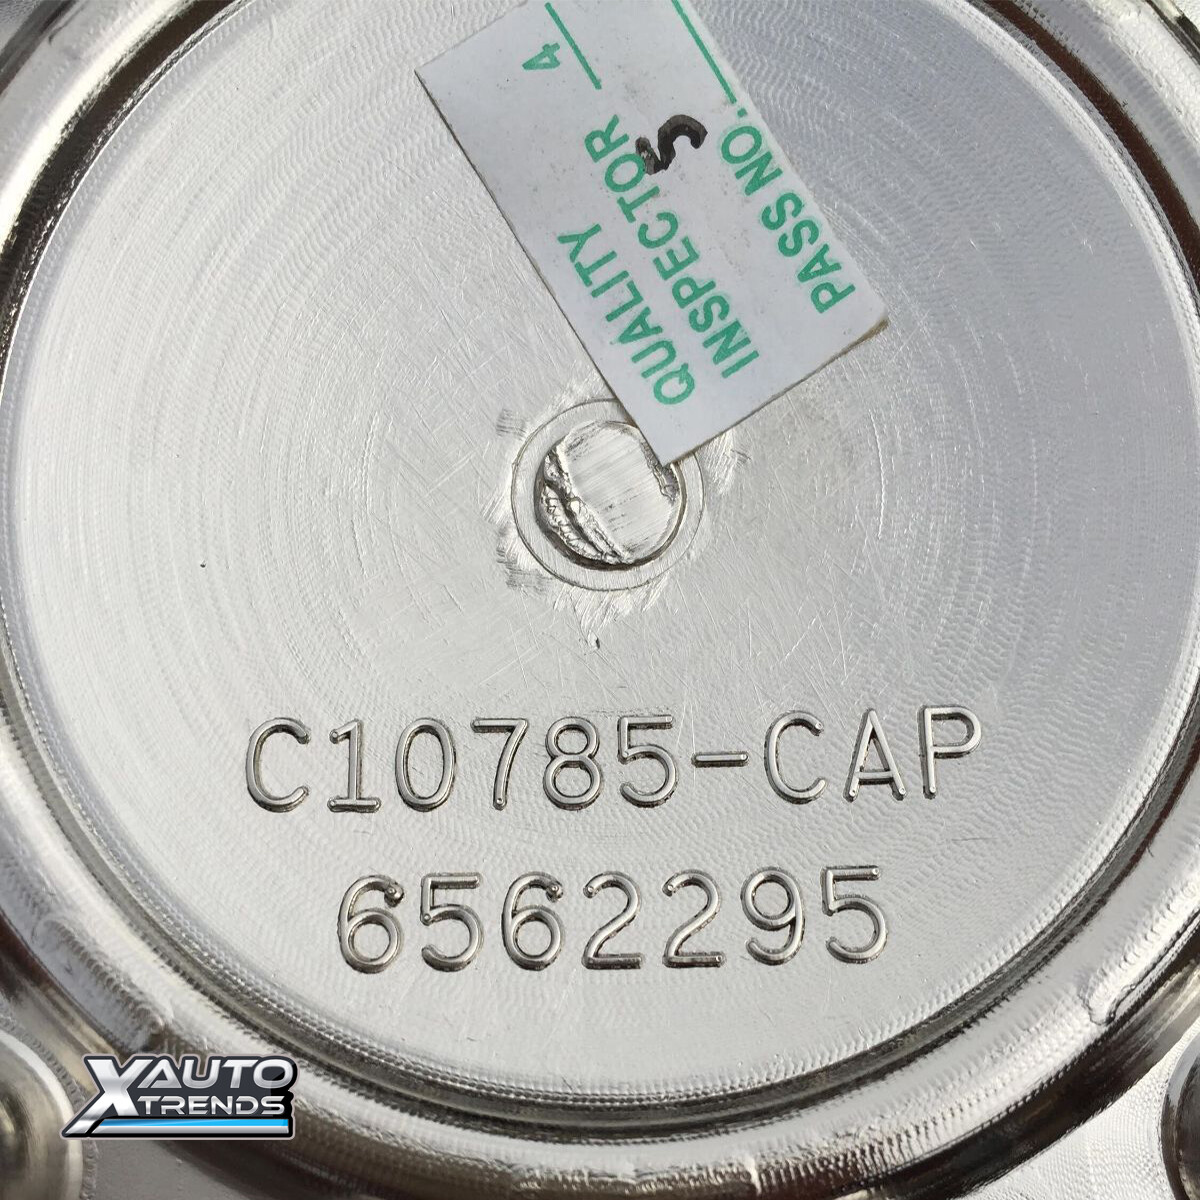 QUALITY
INSPECTOR 4
5
PASS NO.
C10785-CAP
6562295
XAUTO
TRENDS